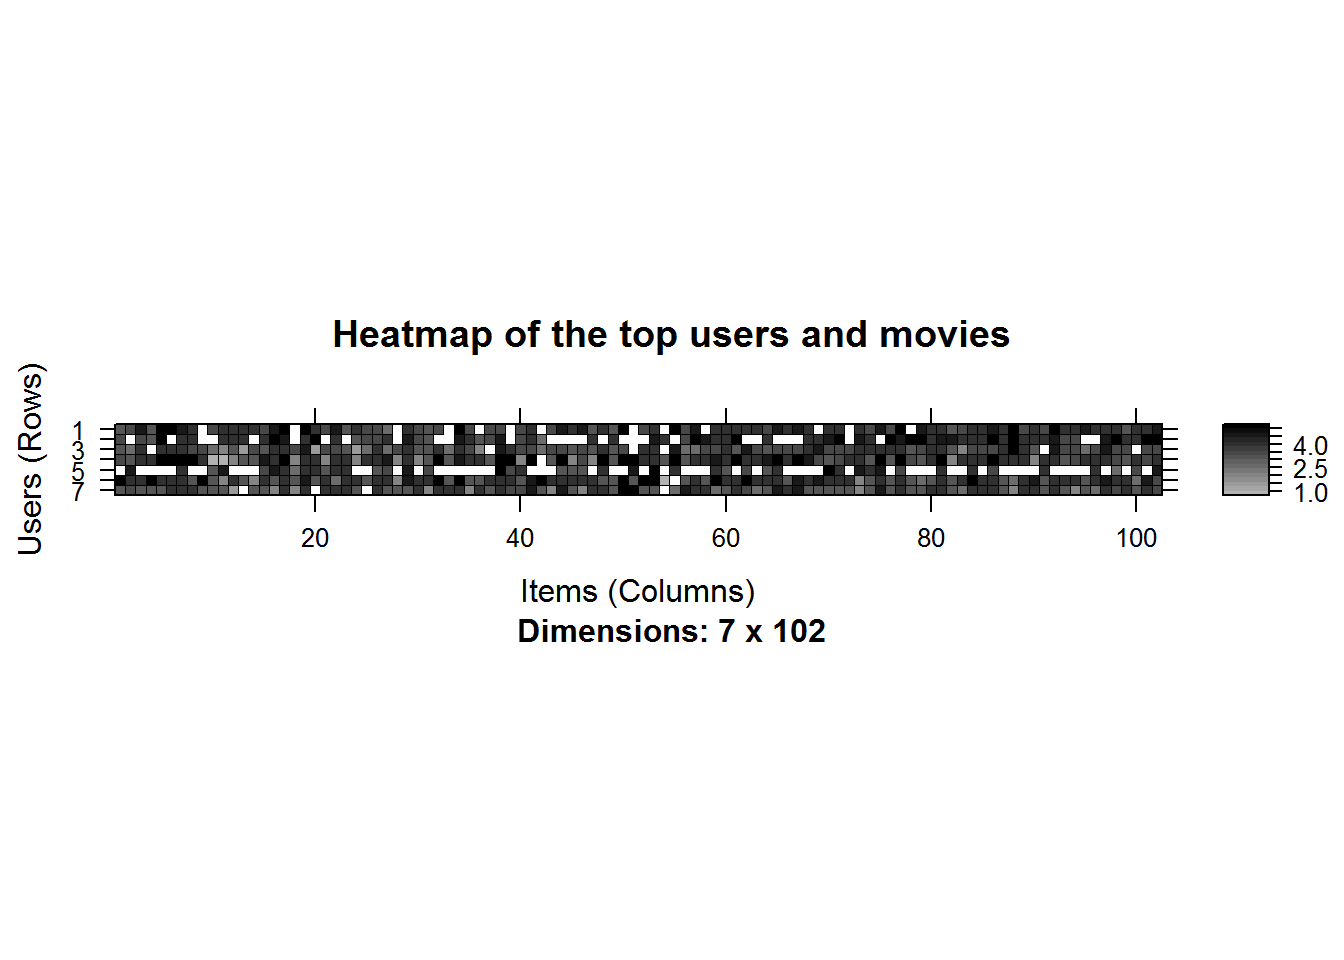 Heatmap of the top users and movies
Users (Rows)
1
3
5
7
4.0
2.5
1.0
20 40 60 80 100
Items (Columns)
Dimensions: 7 x 102